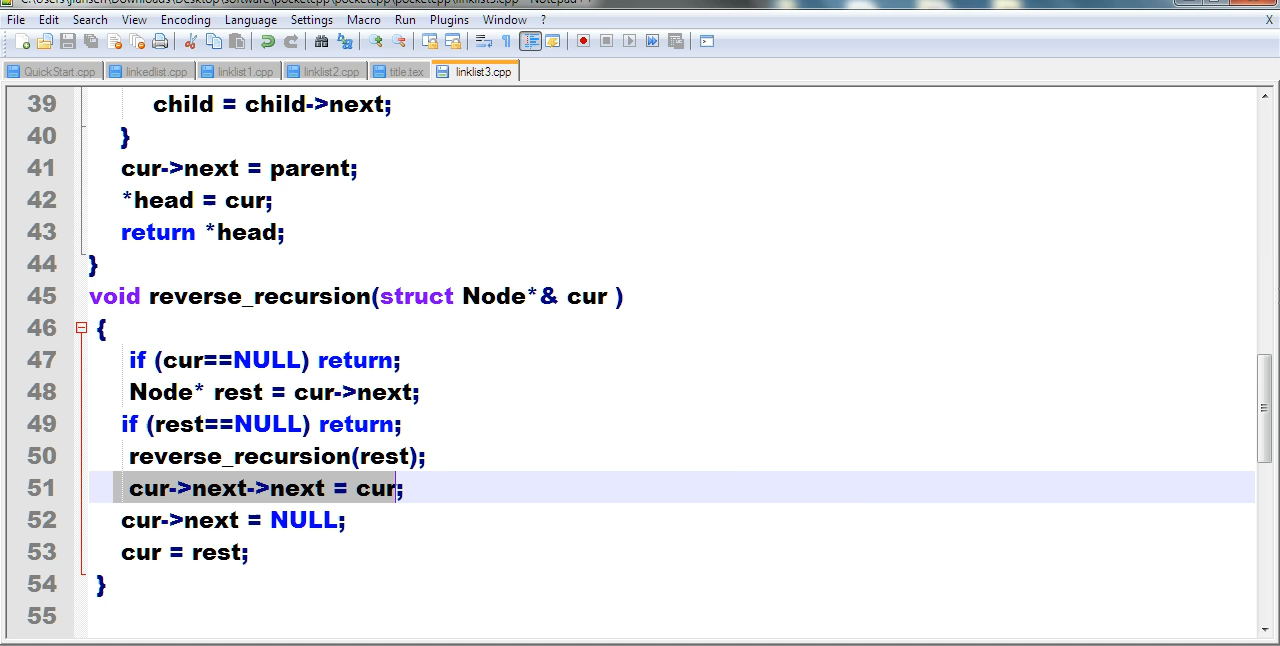 File Edit Search View Encoding Language Settings Macro Run Plugins Window ? X
QuickStart.cpp linkedlist.cpp linklist1.cpp linklist2.cpp title.tex linklist3.cpp
39 child = child->next;
40 }
41 cur->next = parent;
42 *head = cur;
43 return *head;
44 }
45 void reverse_recursion(struct Node*& cur )
46 {
47 if (cur==NULL) return;
48 Node* rest = cur->next;
49 if (rest==NULL) return;
50 reverse_recursion(rest);
51 cur->next->next = cur;
52 cur->next = NULL;
53 cur = rest;
54 }
55